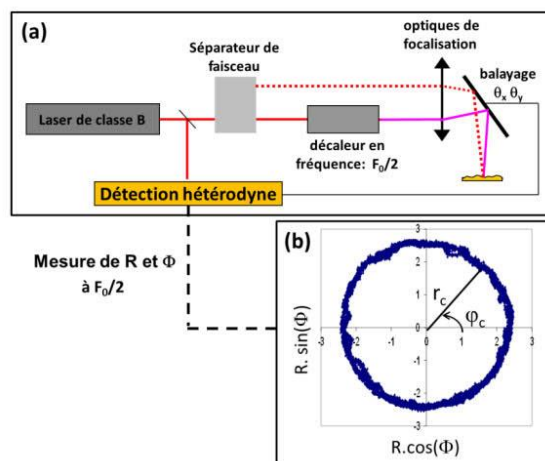 (a)
Séparateur de
faisceau
optiques de
focalisation
balayage
θx θy
Laser de classe B
décaleur en
fréquence: F₀/2
Détection hétérodyne
Mesure de R et Φ
à F₀/2
(b)
R. sin(Φ)
3
2
1
0
-1
-2
-3
-3 -2 -1 0 1 2 3
rc
φc
R.cos(Φ)